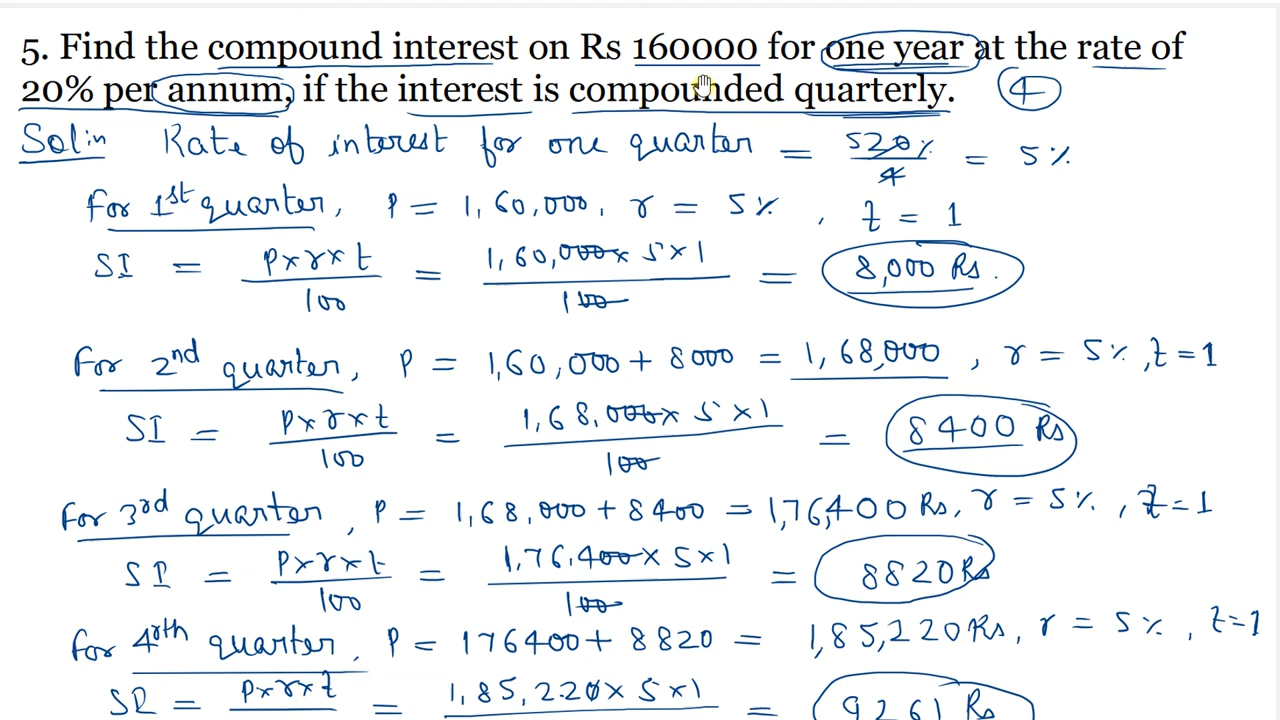 5. Find the compound interest on Rs 160000 for one year at the rate of
20% per annum, if the interest is compounded quarterly. 4
Sol:n Rate of interest for one quarter = 520%/4 = 5%
For 1st quarter, P = 1,60,000, r = 5%, t = 1
SI = P×r×t/100 = 1,60,000×5×1/100 = 8,000 Rs.
For 2nd quarter, P = 1,60,000+8000 = 1,68,000, r = 5%, t=1
SI = P×r×t/100 = 1,68,000×5×1/100 = 8400 Rs
For 3rd quarter, P = 1,68,000+8400 = 1,76,400 Rs, r = 5%, t=1
SI = P×r×t/100 = 1,76,400×5×1/100 = 8820 Rs
For 4rth quarter, P = 176400+8820 = 1,85,220 Rs, r = 5%, t=1
SI = P×r×t = 1,85,220×5×1 = 9261 Rs